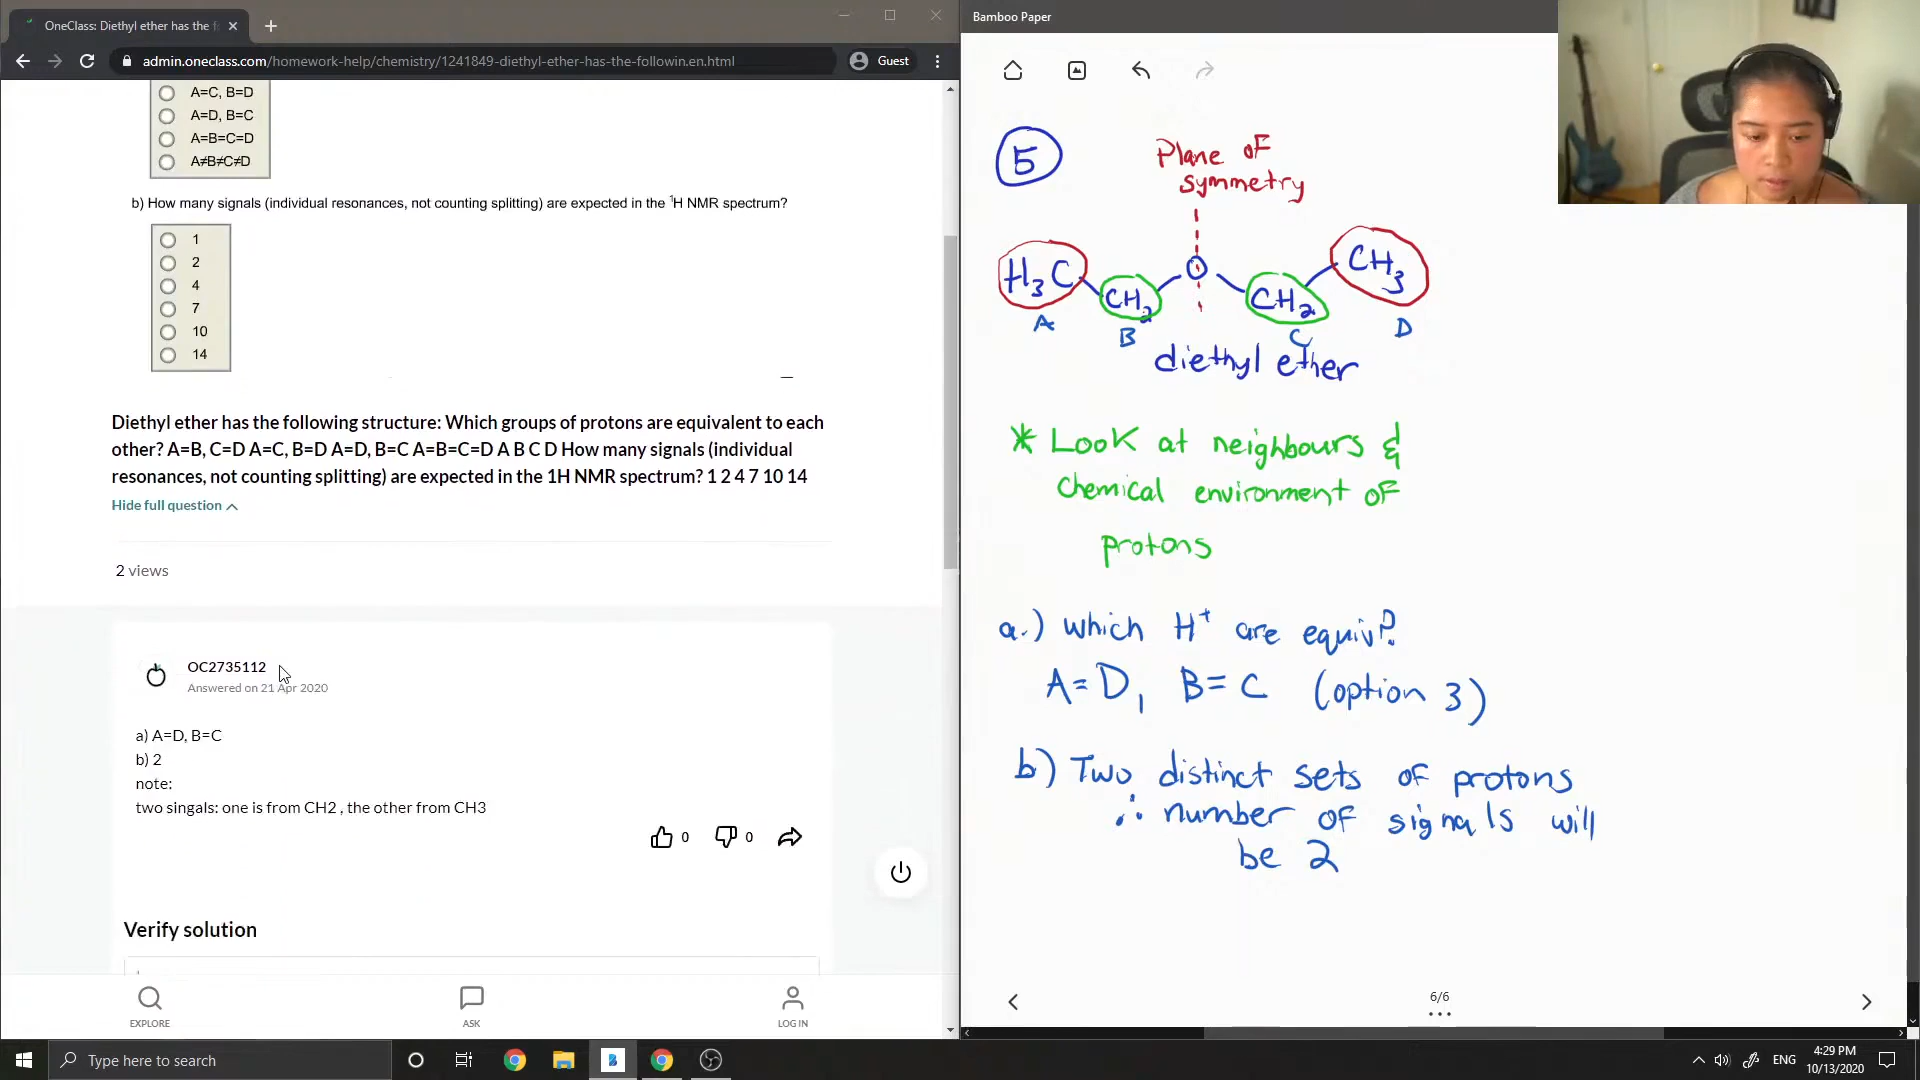 OneClass: Diethyl ether has the f
admin.oneclass.com/homework-help/chemistry/1241849-diethyl-ether-has-the-followin.en.html
Guest
A=C, B=D
A=D, B=C
A=B=C=D
A≠B≠C≠D
b) How many signals (individual resonances, not counting splitting) are expected in the ¹H NMR spectrum?
1
2
4
7
10
14
Diethyl ether has the following structure: Which groups of protons are equivalent to each
other? A=B, C=D A=C, B=D A=D, B=C A=B=C=D A B C D How many signals (individual
resonances, not counting splitting) are expected in the 1H NMR spectrum? 1 2 4 7 10 14
Hide full question
2 views
OC2735112
Answered on 21 Apr 2020
a) A=D, B=C
b) 2
note:
two singals: one is from CH2 , the other from CH3
0
0
Verify solution
EXPLORE
ASK
LOG IN
Bamboo Paper
5
Plane of
symmetry
H₃C CH₂ O CH₂ CH₃
A B C D
diethyl ether
* Look at neighbours &
chemical environment of
protons
a.) which H⁺ are equiv?
A=D, B=C (option 3)
b) Two distinct sets of protons
∴ number of signals will
be 2
6/6
Type here to search
ENG
4:29 PM
10/13/2020